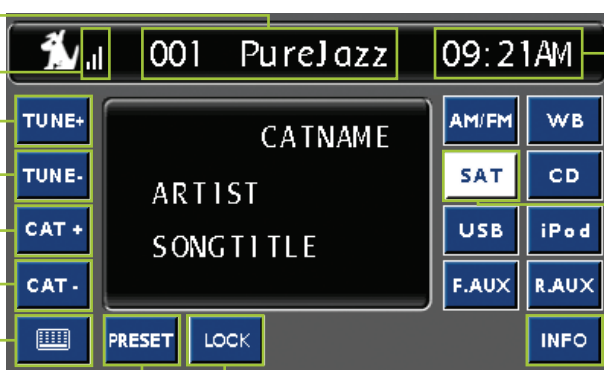 001 PureJazz 09:21AM
TUNE+ CATNAME AM/FM WB
TUNE- ARTIST SAT CD
CAT + SONGTITLE USB iPod
CAT - F.AUX R.AUX
PRESET LOCK INFO